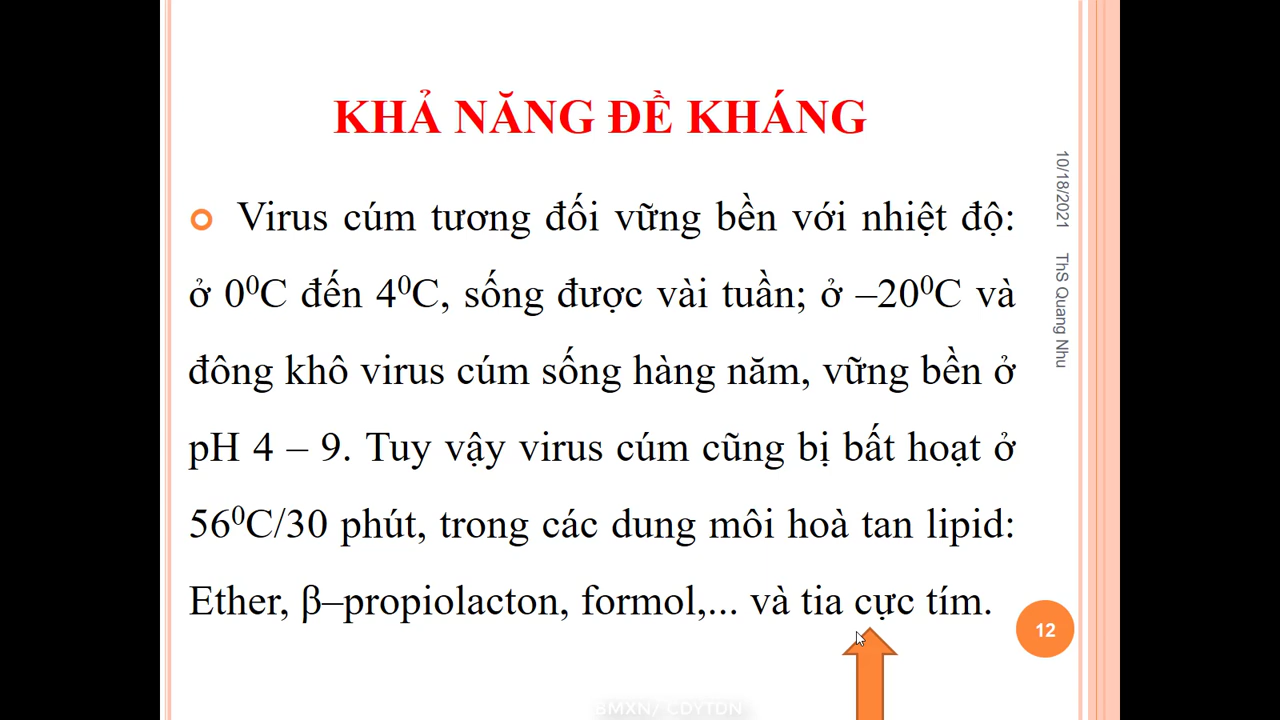 KHẢ NĂNG ĐỀ KHÁNG
Virus cúm tương đối vững bền với nhiệt độ:
ở 0⁰C đến 4⁰C, sống được vài tuần; ở –20⁰C và
đông khô virus cúm sống hàng năm, vững bền ở
pH 4 – 9. Tuy vậy virus cúm cũng bị bất hoạt ở
56⁰C/30 phút, trong các dung môi hoà tan lipid:
Ether, β–propiolacton, formol,... và tia cực tím.
10/18/2021
ThS Quang Nhu
12
BMXN/ CDYTDN